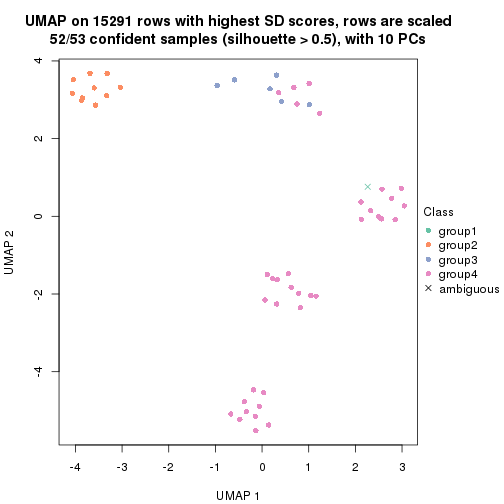 UMAP on 15291 rows with highest SD scores, rows are scaled
52/53 confident samples (silhouette > 0.5), with 10 PCs
4
2
0
-2
-4
UMAP 2
-4
-3
-2
-1
0
1
2
3
UMAP 1
Class
group1
group2
group3
group4
ambiguous